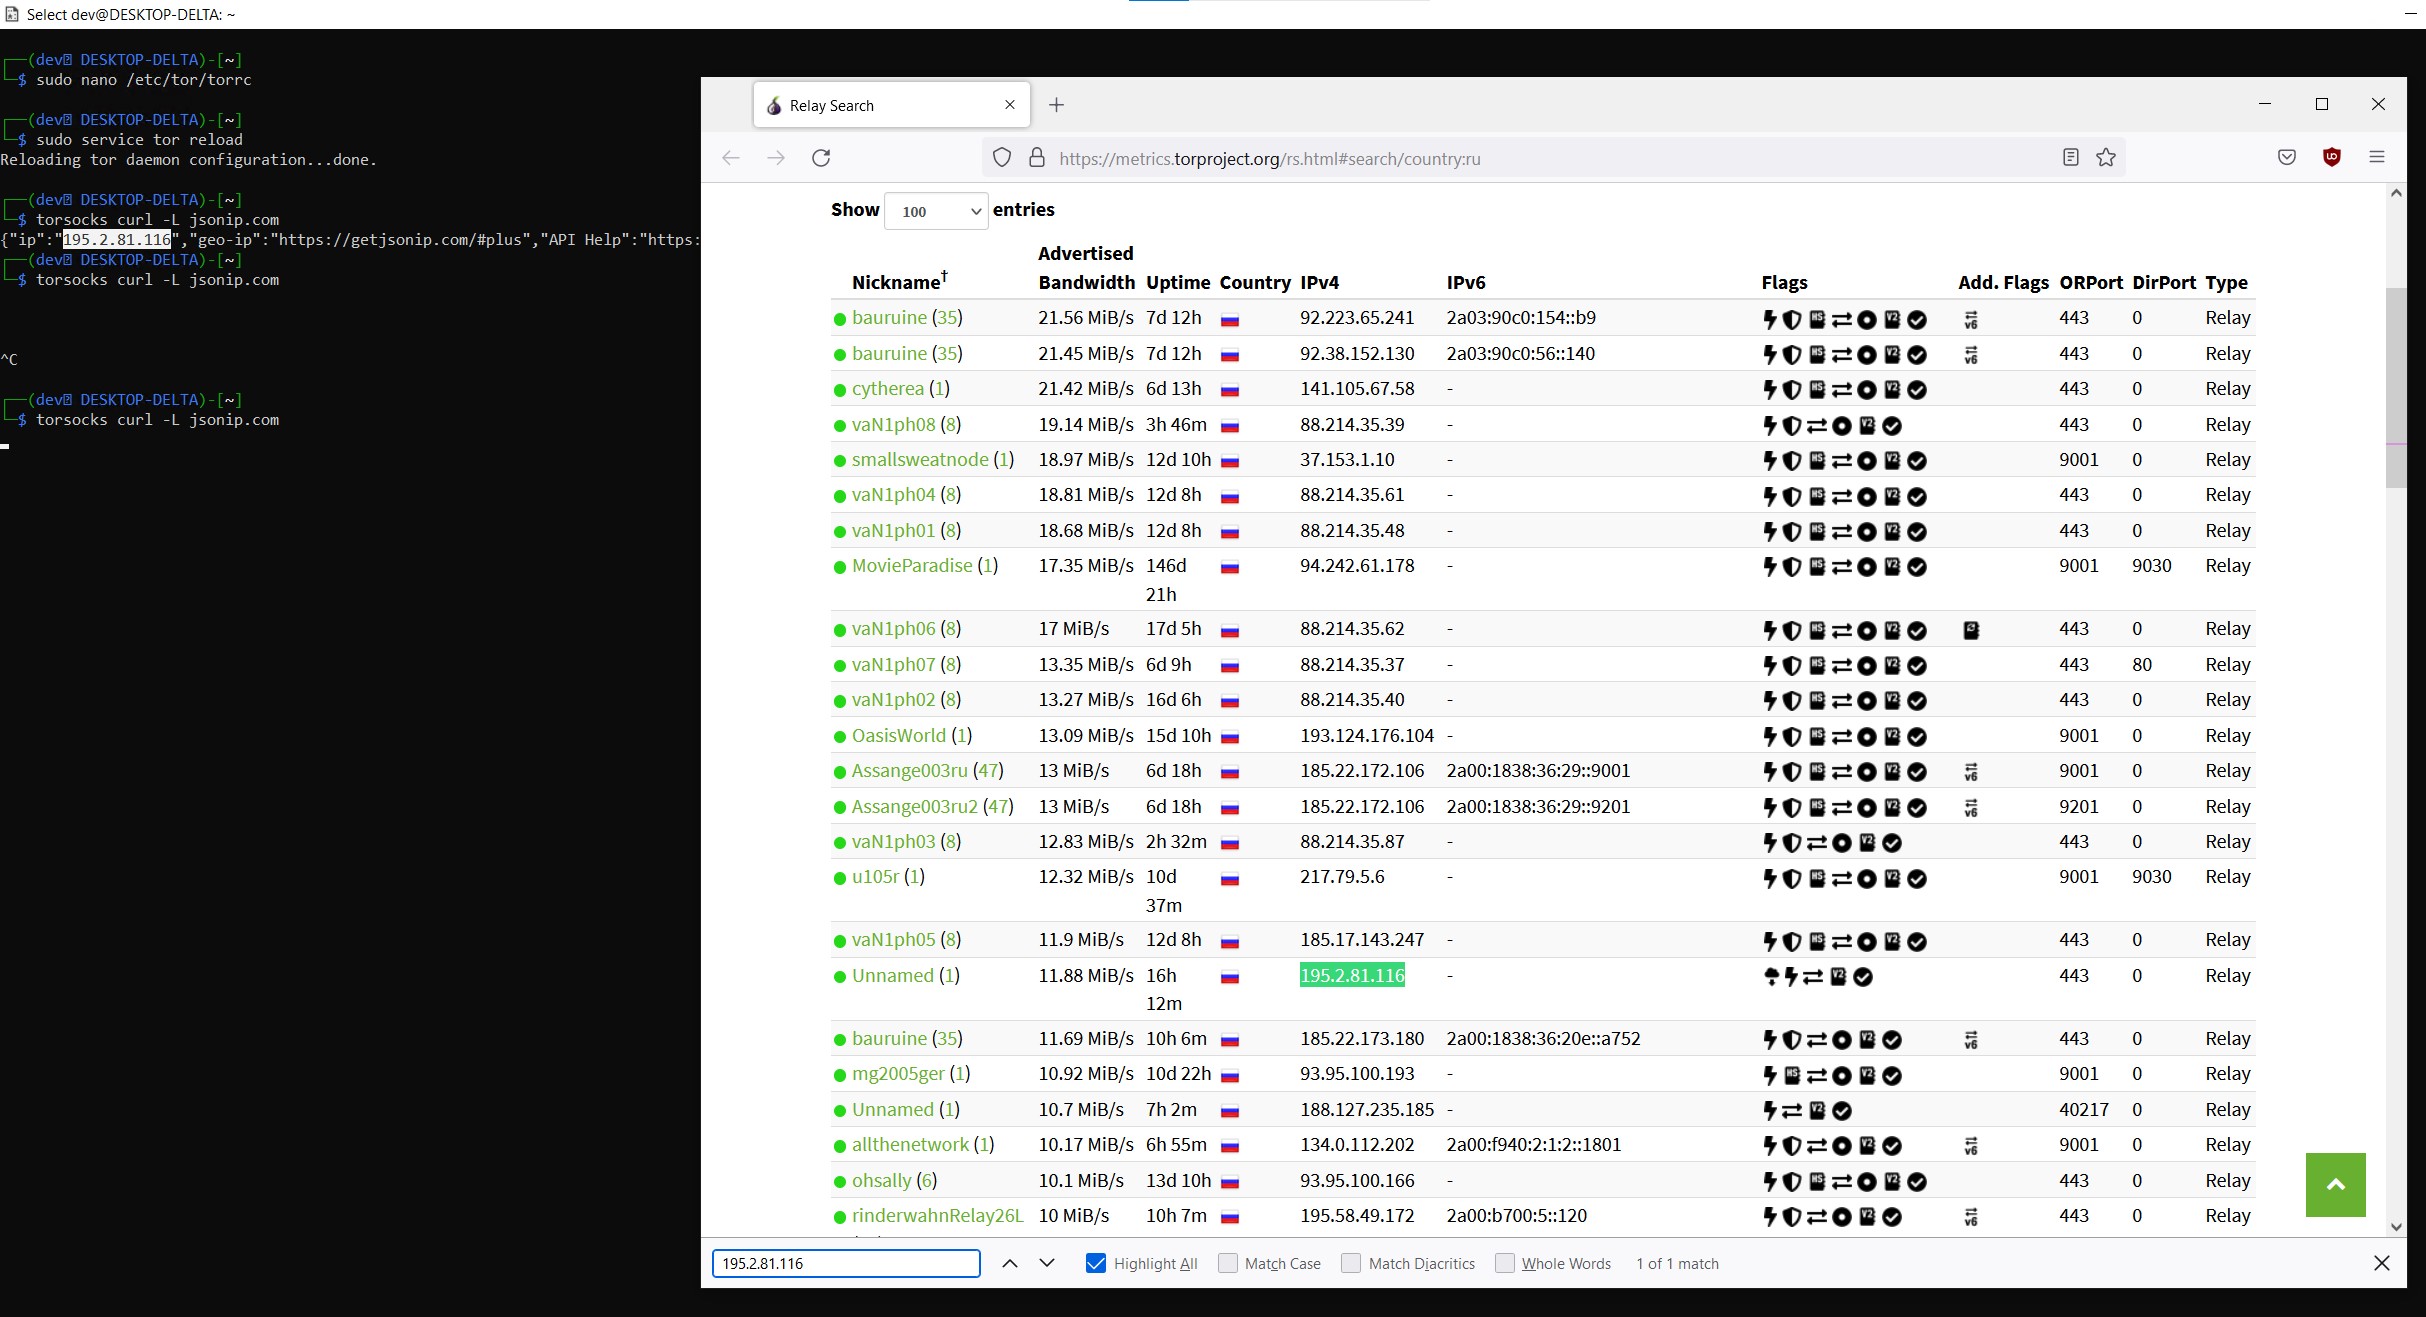 Select dev@DESKTOP-DELTA: ~
┌──(dev DESKTOP-DELTA)-[~]
└─$ sudo nano /etc/tor/torrc
┌──(dev DESKTOP-DELTA)-[~]
└─$ sudo service tor reload
Reloading tor daemon configuration...done.
┌──(dev DESKTOP-DELTA)-[~]
└─$ torsocks curl -L jsonip.com
{"ip":"195.2.81.116","geo-ip":"https://getjsonip.com/#plus","API Help":"https:
┌──(dev DESKTOP-DELTA)-[~]
└─$ torsocks curl -L jsonip.com
^C
┌──(dev DESKTOP-DELTA)-[~]
└─$ torsocks curl -L jsonip.com
Relay Search
https://metrics.torproject.org/rs.html#search/country:ru
Show 100 entries
Nickname† Advertised Bandwidth Uptime Country IPv4 IPv6 Flags Add. Flags ORPort DirPort Type
bauruine (35) 21.56 MiB/s 7d 12h 92.223.65.241 2a03:90c0:154::b9 443 0 Relay
bauruine (35) 21.45 MiB/s 7d 12h 92.38.152.130 2a03:90c0:56::140 443 0 Relay
cytherea (1) 21.42 MiB/s 6d 13h 141.105.67.58 - 443 0 Relay
vaN1ph08 (8) 19.14 MiB/s 3h 46m 88.214.35.39 - 443 0 Relay
smallsweatnode (1) 18.97 MiB/s 12d 10h 37.153.1.10 - 9001 0 Relay
vaN1ph04 (8) 18.81 MiB/s 12d 8h 88.214.35.61 - 443 0 Relay
vaN1ph01 (8) 18.68 MiB/s 12d 8h 88.214.35.48 - 443 0 Relay
MovieParadise (1) 17.35 MiB/s 146d 21h 94.242.61.178 - 9001 9030 Relay
vaN1ph06 (8) 17 MiB/s 17d 5h 88.214.35.62 - 443 0 Relay
vaN1ph07 (8) 13.35 MiB/s 6d 9h 88.214.35.37 - 443 80 Relay
vaN1ph02 (8) 13.27 MiB/s 16d 6h 88.214.35.40 - 443 0 Relay
OasisWorld (1) 13.09 MiB/s 15d 10h 193.124.176.104 - 9001 0 Relay
Assange003ru (47) 13 MiB/s 6d 18h 185.22.172.106 2a00:1838:36:29::9001 9001 0 Relay
Assange003ru2 (47) 13 MiB/s 6d 18h 185.22.172.106 2a00:1838:36:29::9201 9201 0 Relay
vaN1ph03 (8) 12.83 MiB/s 2h 32m 88.214.35.87 - 443 0 Relay
u105r (1) 12.32 MiB/s 10d 37m 217.79.5.6 - 9001 9030 Relay
vaN1ph05 (8) 11.9 MiB/s 12d 8h 185.17.143.247 - 443 0 Relay
Unnamed (1) 11.88 MiB/s 16h 12m 195.2.81.116 - 443 0 Relay
bauruine (35) 11.69 MiB/s 10h 6m 185.22.173.180 2a00:1838:36:20e::a752 443 0 Relay
mg2005ger (1) 10.92 MiB/s 10d 22h 93.95.100.193 - 9001 0 Relay
Unnamed (1) 10.7 MiB/s 7h 2m 188.127.235.185 - 40217 0 Relay
allthenetwork (1) 10.17 MiB/s 6h 55m 134.0.112.202 2a00:f940:2:1:2::1801 9001 0 Relay
ohsally (6) 10.1 MiB/s 13d 10h 93.95.100.166 - 443 0 Relay
rinderwahnRelay26L 10 MiB/s 10h 7m 195.58.49.172 2a00:b700:5::120 443 0 Relay
195.2.81.116 Highlight All Match Case Match Diacritics Whole Words 1 of 1 match